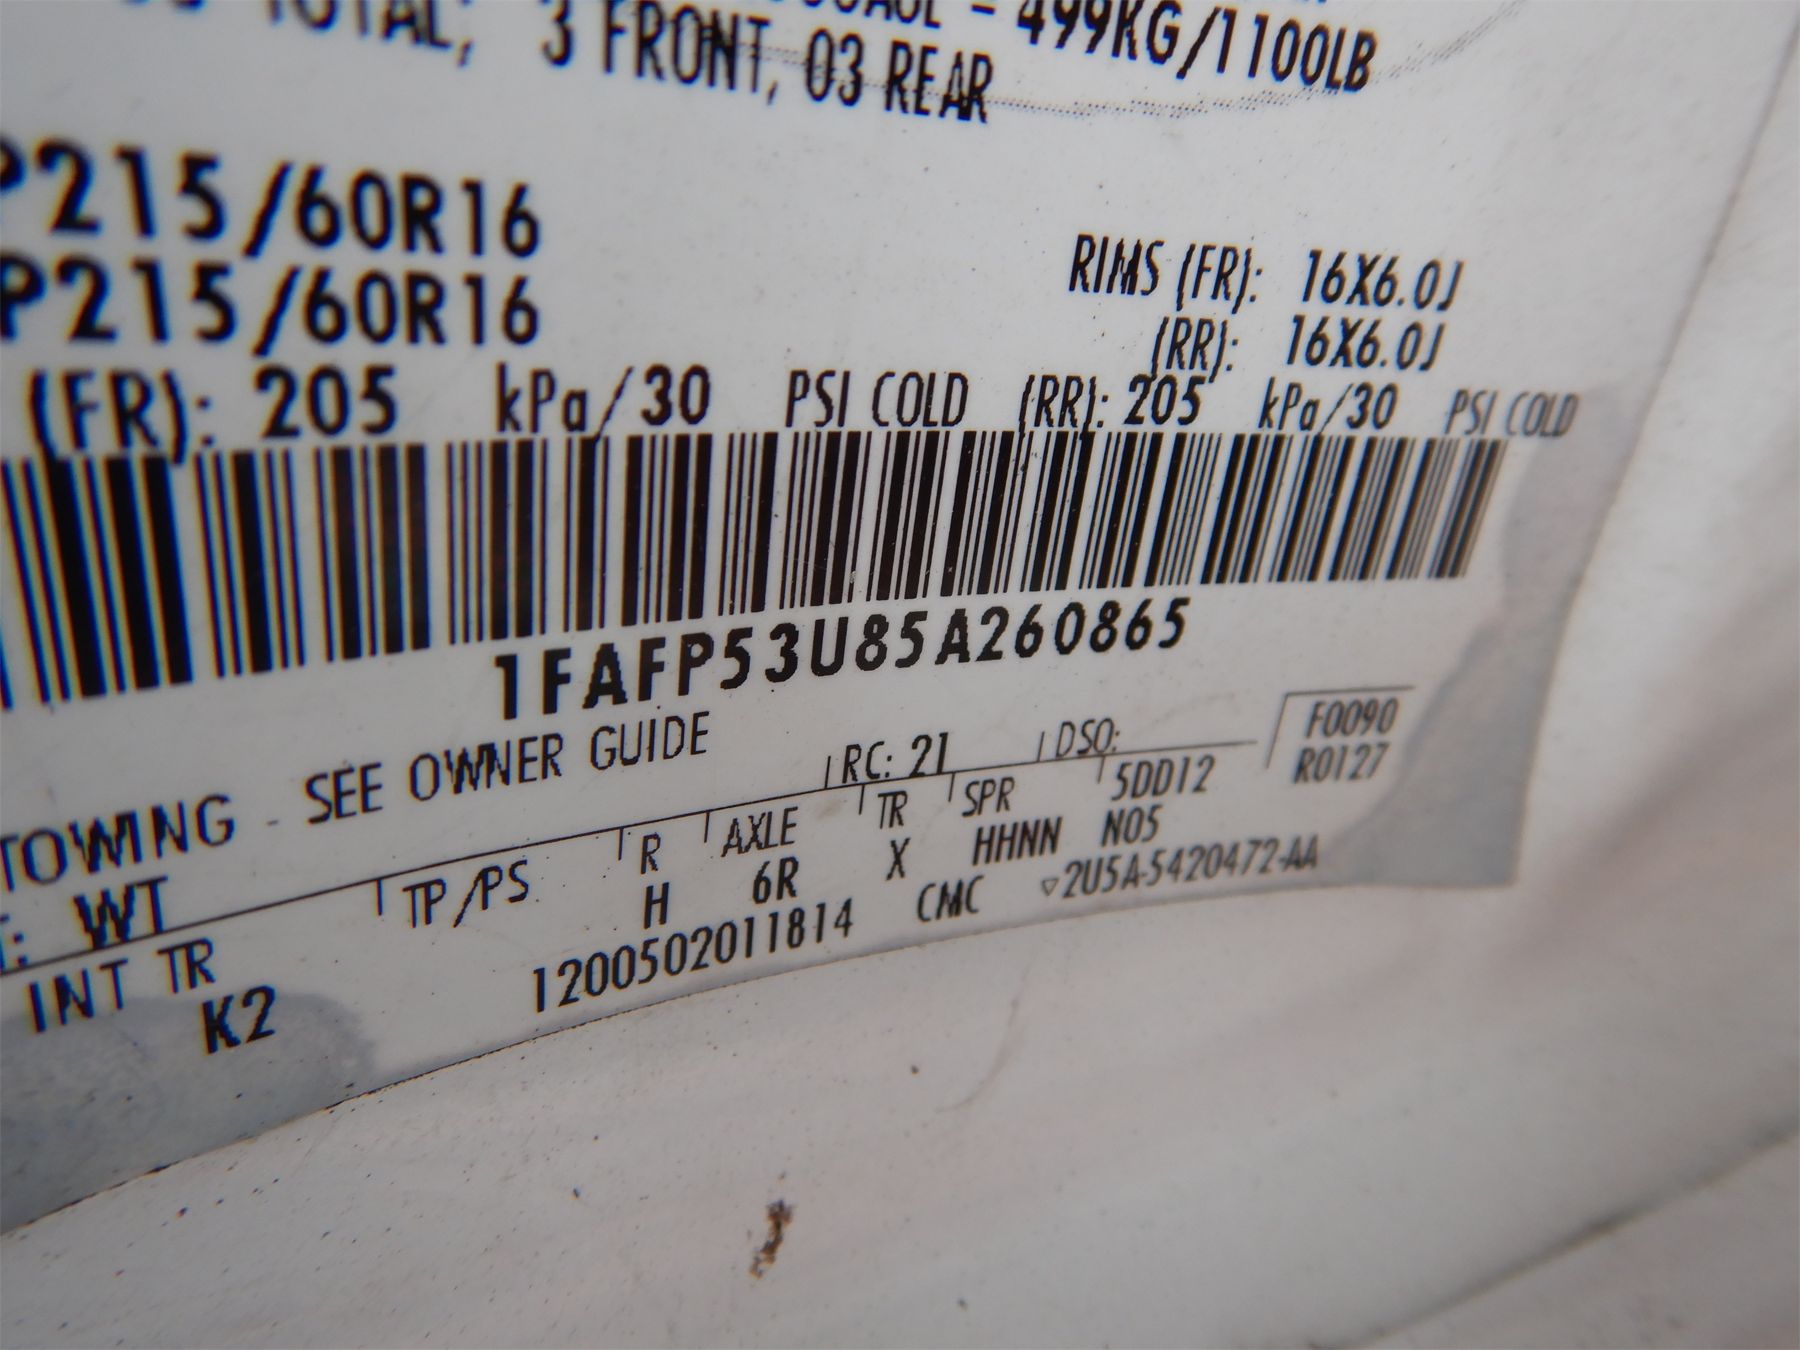 TOTAL; 3 FRONT, 03 REAR = 499KG/1100LB
P215/60R16
P215/60R16
RIMS (FR): 16X6.0J
(RR): 16X6.0J
(FR): 205 kPa/30 PSI COLD (RR): 205 kPa/30 PSI COLD
1FAFP53U85A260865
TOWING - SEE OWNER GUIDE
WT RC: 21 DSO: F0090
R0127
INT TR TP/PS R AXLE TR SPR 5DD12
K2 H 6R X HHNN N05
1200502011814 CMC ▽2U5A-5420472-AA